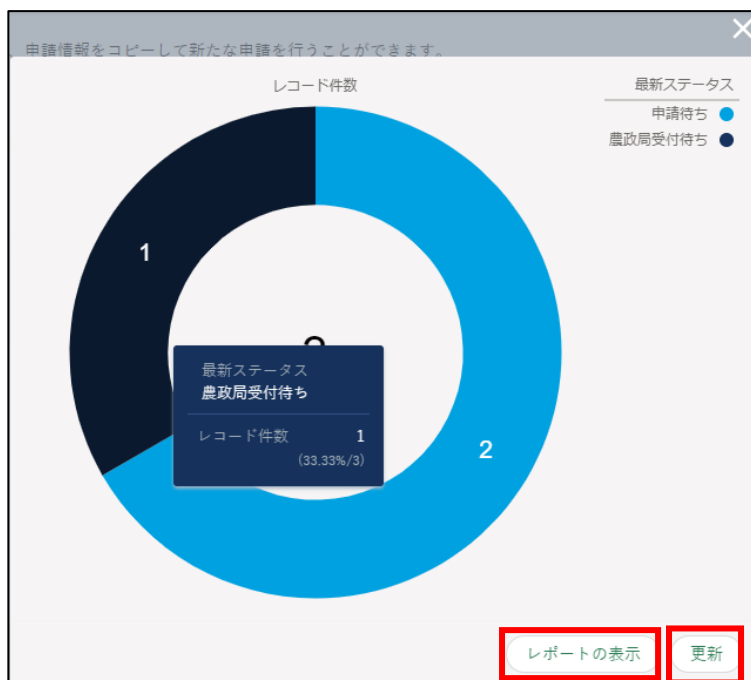 、申請情報をコピーして新たな申請を行うことができます。
レコード件数
最新ステータス
申請待ち
農政局受付待ち
1
最新ステータス
農政局受付待ち
レコード件数 1
(33.33%/3)
2
レポートの表示
更新